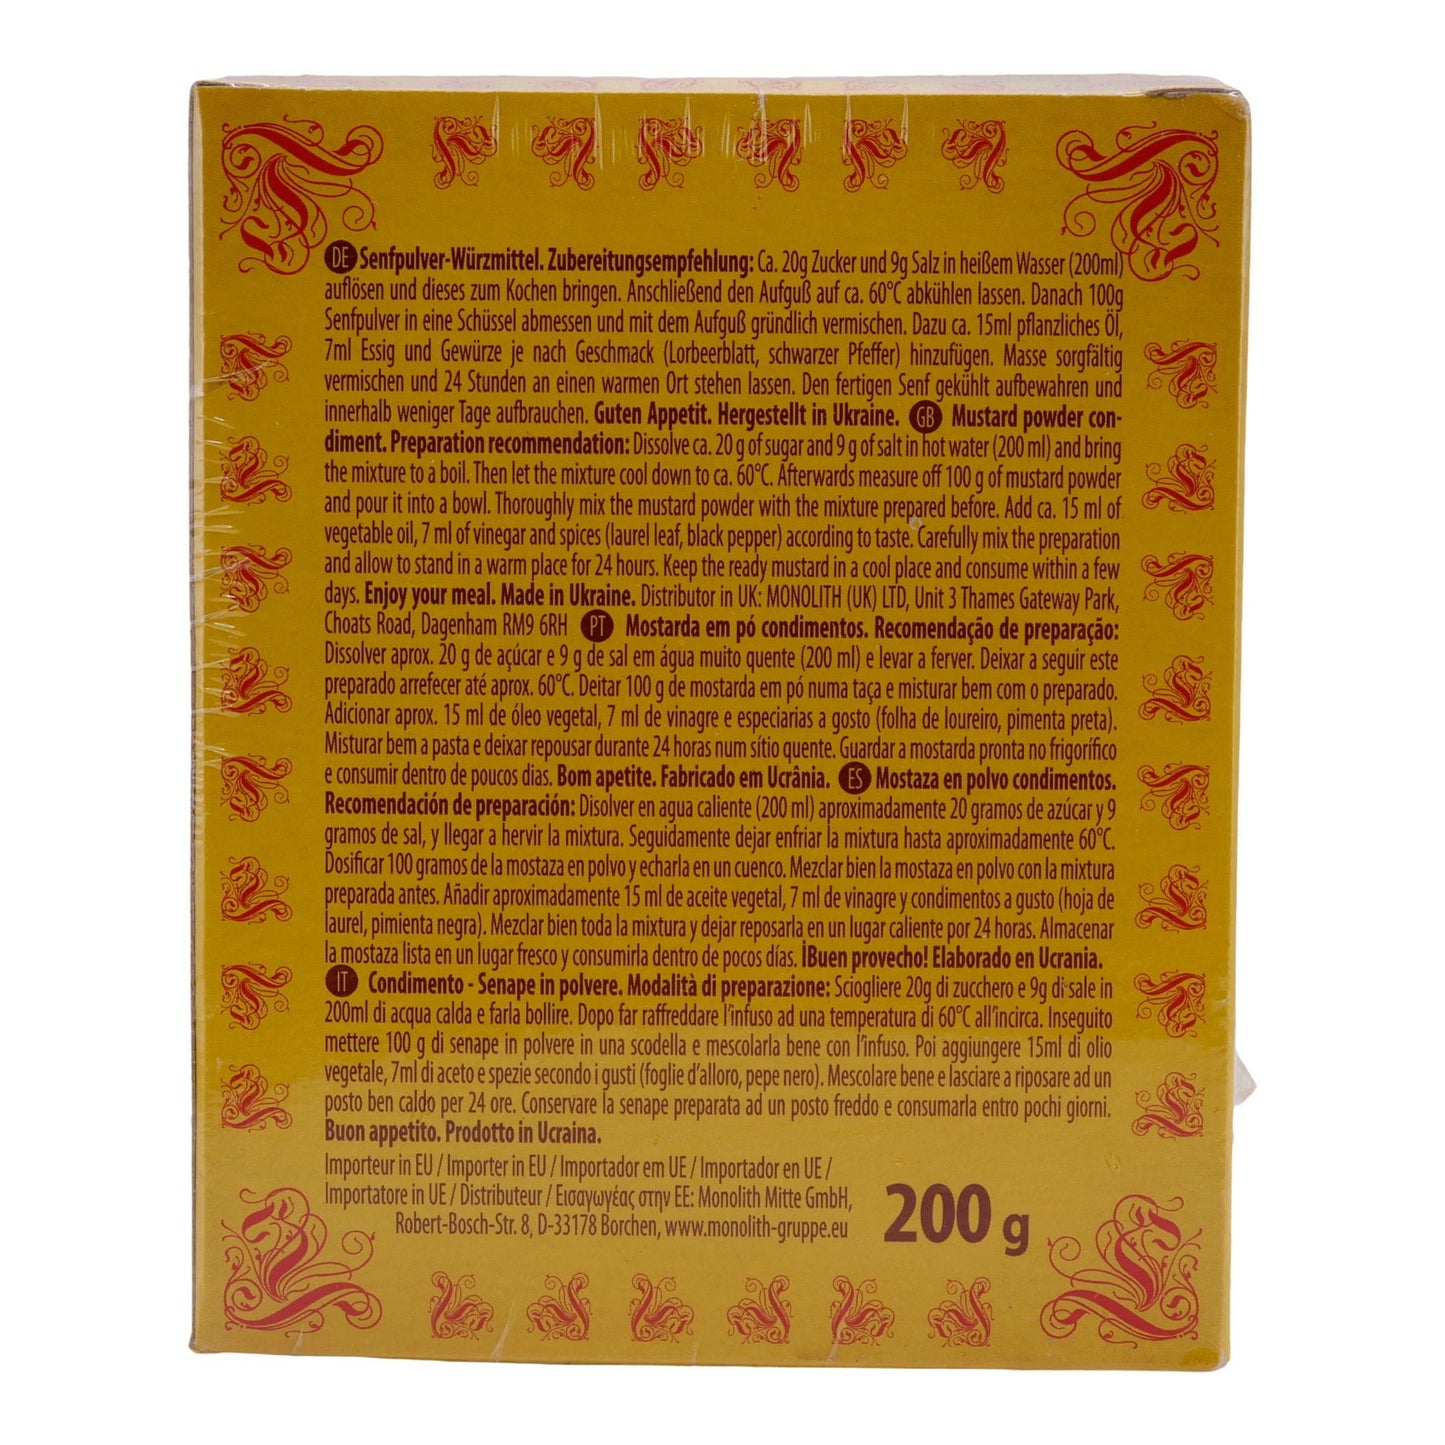 DE Senfpulver-Würzmittel. Zubereitungsempfehlung: Ca. 20g Zucker und 9g Salz in heißem Wasser (200ml)
auflösen und dieses zum Kochen bringen. Anschließend den Aufguß auf ca. 60°C abkühlen lassen. Danach 100g
Senfpulver in eine Schüssel abmessen und mit dem Aufguß gründlich vermischen. Dazu ca. 15ml pflanzliches Öl,
7ml Essig und Gewürze je nach Geschmack (Lorbeerblatt, schwarzer Pfeffer) hinzufügen. Masse sorgfältig
vermischen und 24 Stunden an einen warmen Ort stehen lassen. Den fertigen Senf gekühlt aufbewahren und
innerhalb weniger Tage aufbrauchen. Guten Appetit. Hergestellt in Ukraine. GB Mustard powder con-
diment. Preparation recommendation: Dissolve ca. 20 g of sugar and 9 g of salt in hot water (200 ml) and bring
the mixture to a boil. Then let the mixture cool down to ca. 60°C. Afterwards measure off 100 g of mustard powder
and pour it into a bowl. Thoroughly mix the mustard powder with the mixture prepared before. Add ca. 15 ml of
vegetable oil, 7 ml of vinegar and spices (laurel leaf, black pepper) according to taste. Carefully mix the preparation
and allow to stand in a warm place for 24 hours. Keep the ready mustard in a cool place and consume within a few
days. Enjoy your meal. Made in Ukraine. Distributor in UK: MONOLITH (UK) LTD, Unit 3 Thames Gateway Park,
Choats Road, Dagenham RM9 6RH PT Mostarda em pó condimentos. Recomendação de preparação:
Dissolver aprox. 20 g de açúcar e 9 g de sal em água muito quente (200 ml) e levar a ferver. Deixar a seguir este
preparado arrefecer até aprox. 60°C. Deitar 100 g de mostarda em pó numa taça e misturar bem com o preparado.
Adicionar aprox. 15 ml de óleo vegetal, 7 ml de vinagre e especiarias a gosto (folha de loureiro, pimenta preta).
Misturar bem a pasta e deixar repousar durante 24 horas num sítio quente. Guardar a mostarda pronta no frigorífico
e consumir dentro de poucos dias. Bom apetite. Fabricado em Ucrânia. ES Mostaza en polvo condimentos.
Recomendación de preparación: Disolver en agua caliente (200 ml) aproximadamente 20 gramos de azúcar y 9
gramos de sal, y llegar a hervir la mixtura. Seguidamente dejar enfriar la mixtura hasta aproximadamente 60°C.
Dosificar 100 gramos de la mostaza en polvo y echarla en un cuenco. Mezclar bien la mostaza en polvo con la mixtura
preparada antes. Añadir aproximadamente 15 ml de aceite vegetal, 7 ml de vinagre y condimentos a gusto (hoja de
laurel, pimienta negra). Mezclar bien toda la mixtura y dejar reposarla en un lugar caliente por 24 horas. Almacenar
la mostaza lista en un lugar fresco y consumirla dentro de pocos días. ¡Buen provecho! Elaborado en Ucrania.
IT Condimento - Senape in polvere. Modalità di preparazione: Sciogliere 20g di zucchero e 9g di sale in
200ml di acqua calda e farla bollire. Dopo far raffreddare l'infuso ad una temperatura di 60°C all'incirca. Inseguito
mettere 100 g di senape in polvere in una scodella e mescolarla bene con l'infuso. Poi aggiungere 15ml di olio
vegetale, 7ml di aceto e spezie secondo i gusti (foglie d'alloro, pepe nero). Mescolare bene e lasciare a riposare ad un
posto ben caldo per 24 ore. Conservare la senape preparata ad un posto freddo e consumarla entro pochi giorni.
Buon appetito. Prodotto in Ucraina.
Importeur in EU / Importer in EU / Importador em UE / Importador en UE /
Importatore in UE / Distributeur / Εισαγωγέας στην ΕΕ: Monolith Mitte GmbH,
Robert-Bosch-Str. 8, D-33178 Borchen, www.monolith-gruppe.eu
200 g